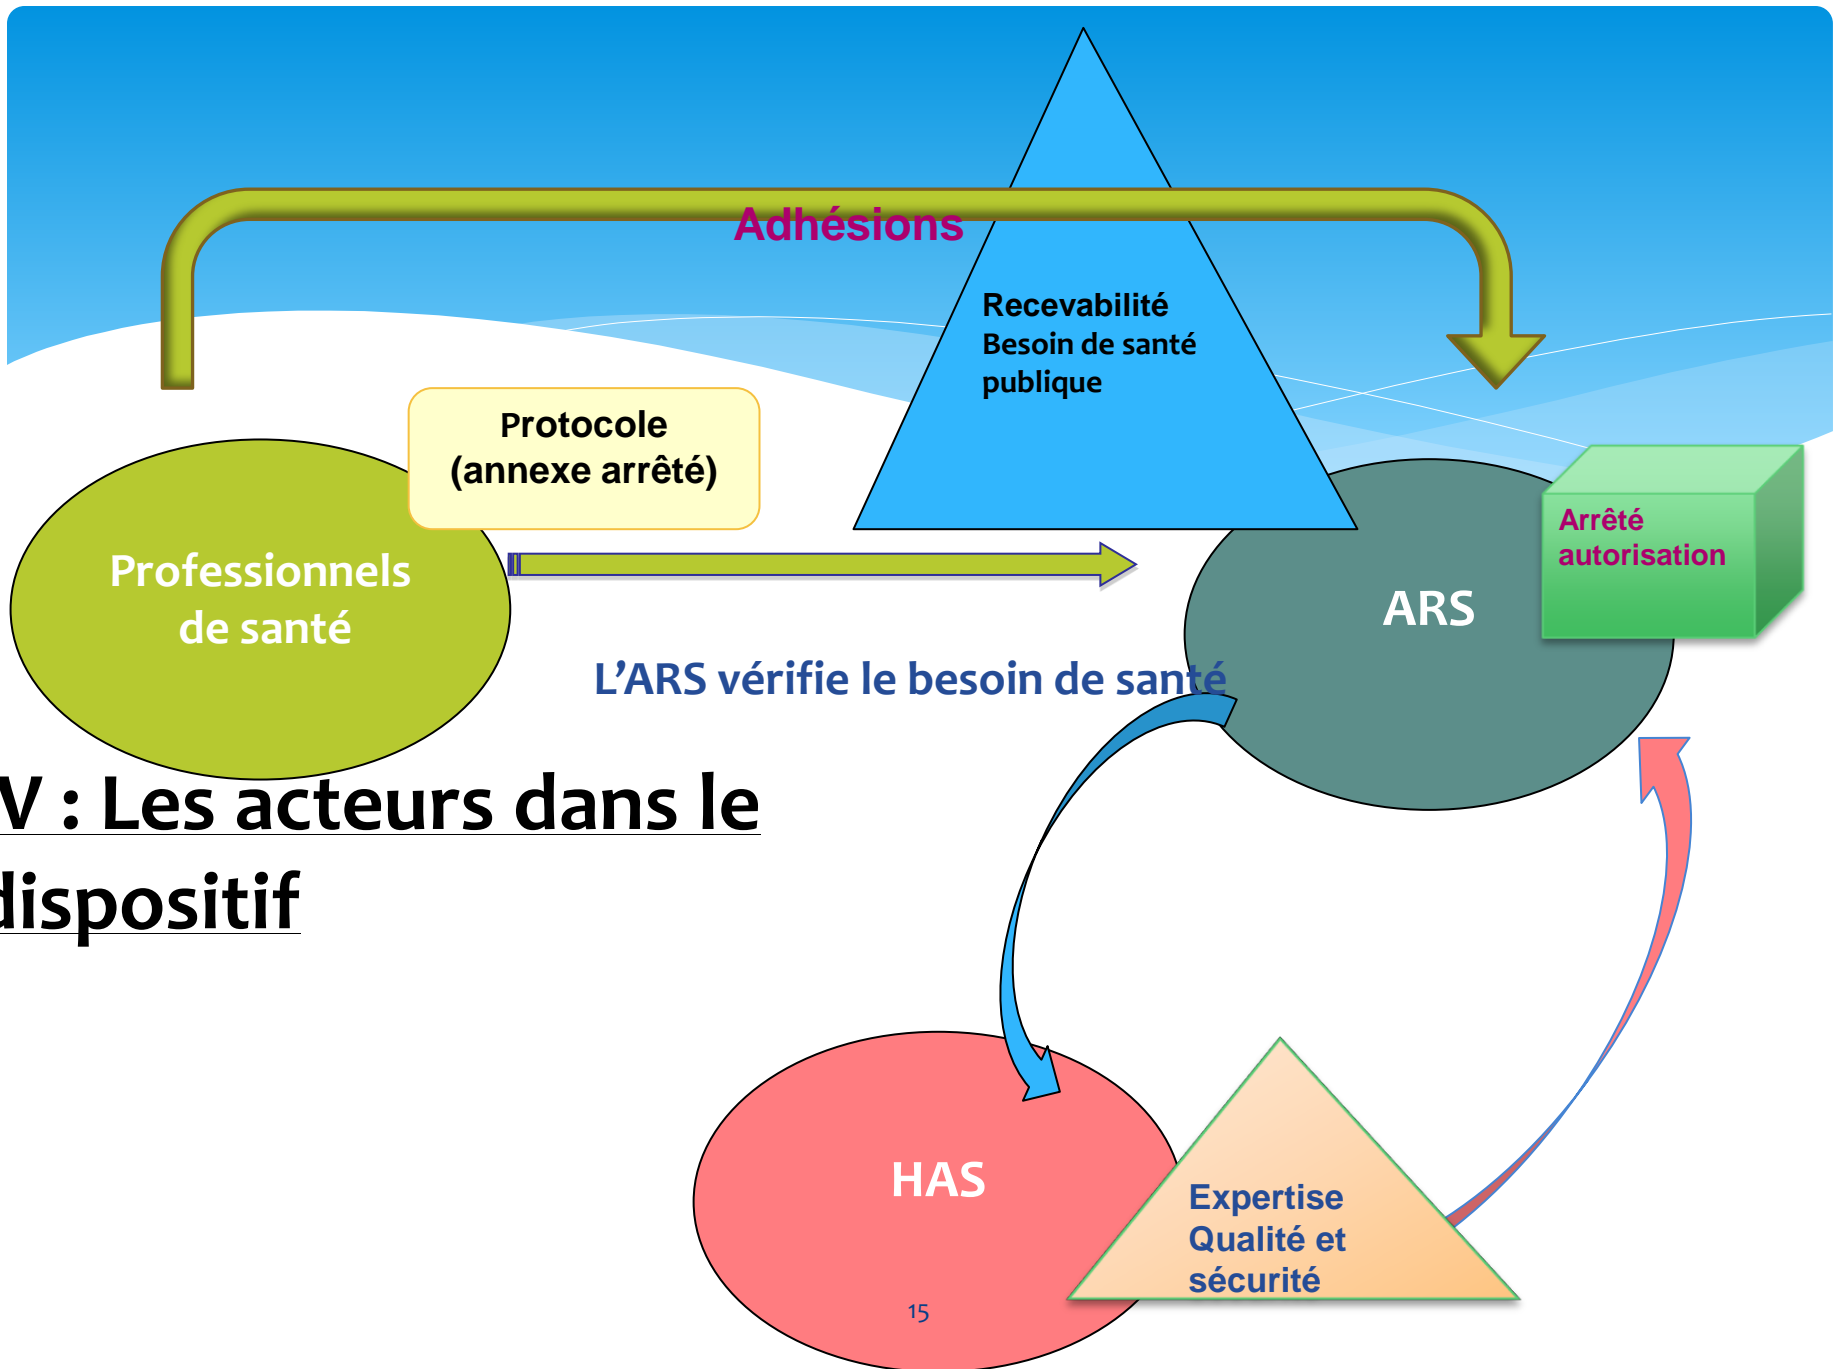 Adhésions
Recevabilité
Besoin de santé
publique
Protocole
(annexe arrêté)
Professionnels
de santé
Arrêté
autorisation
ARS
L’ARS vérifie le besoin de santé
V : Les acteurs dans le
dispositif
HAS
Expertise
Qualité et
sécurité
15